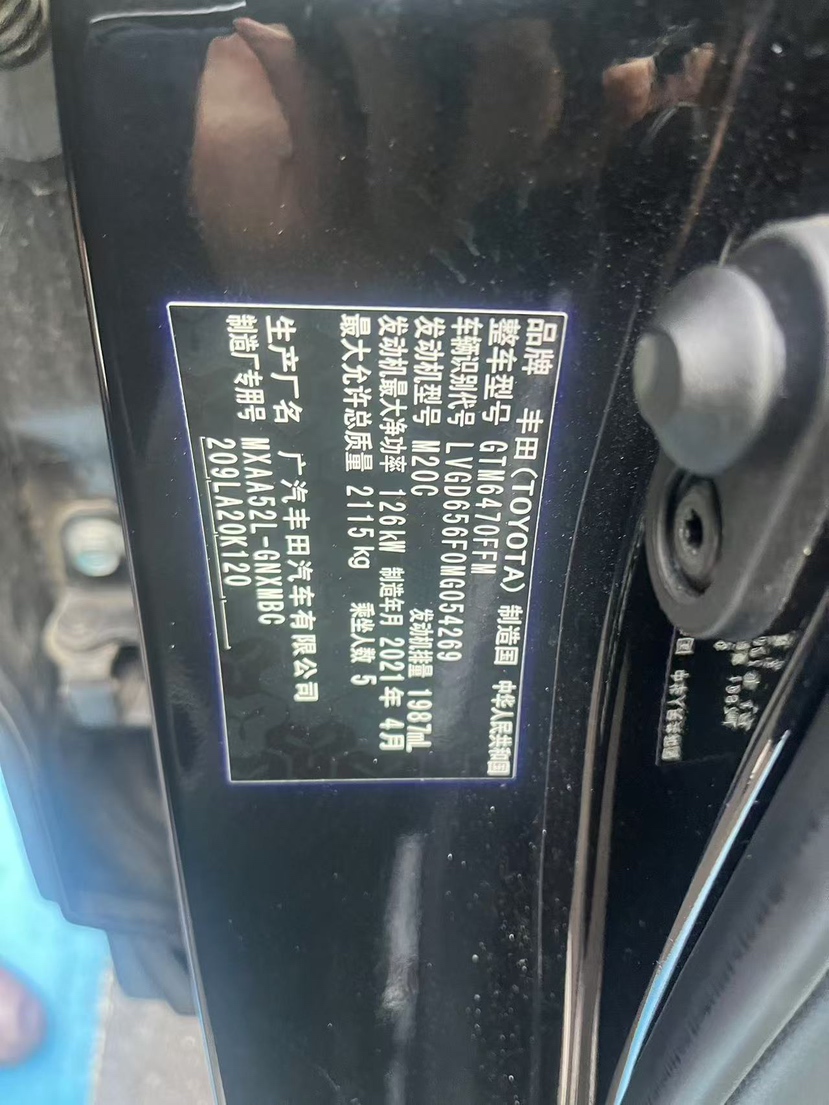 品牌 丰田(TOYOTA) 制造国 中华人民共和国
整车型号 GTM6470FFM
车辆识别代号 LVGD656F0MG054269
发动机型号 M20C 发动机排量 1987mL
发动机最大净功率 126kW 制造年月 2021年 4月
最大允许总质量 2115kg 乘坐人数 5
生产厂名 广汽丰田汽车有限公司
制造厂专用号 MXAA52L-GNXMBC
209LA20K120